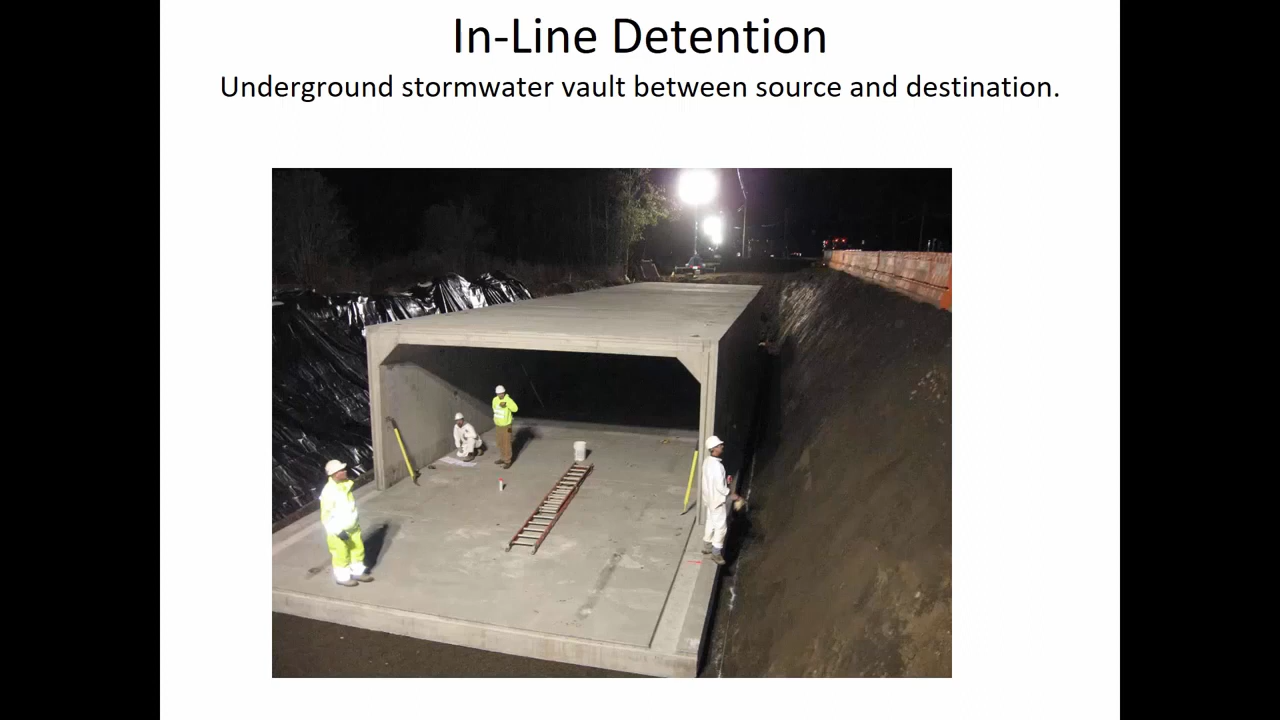 In-Line Detention
Underground stormwater vault between source and destination.